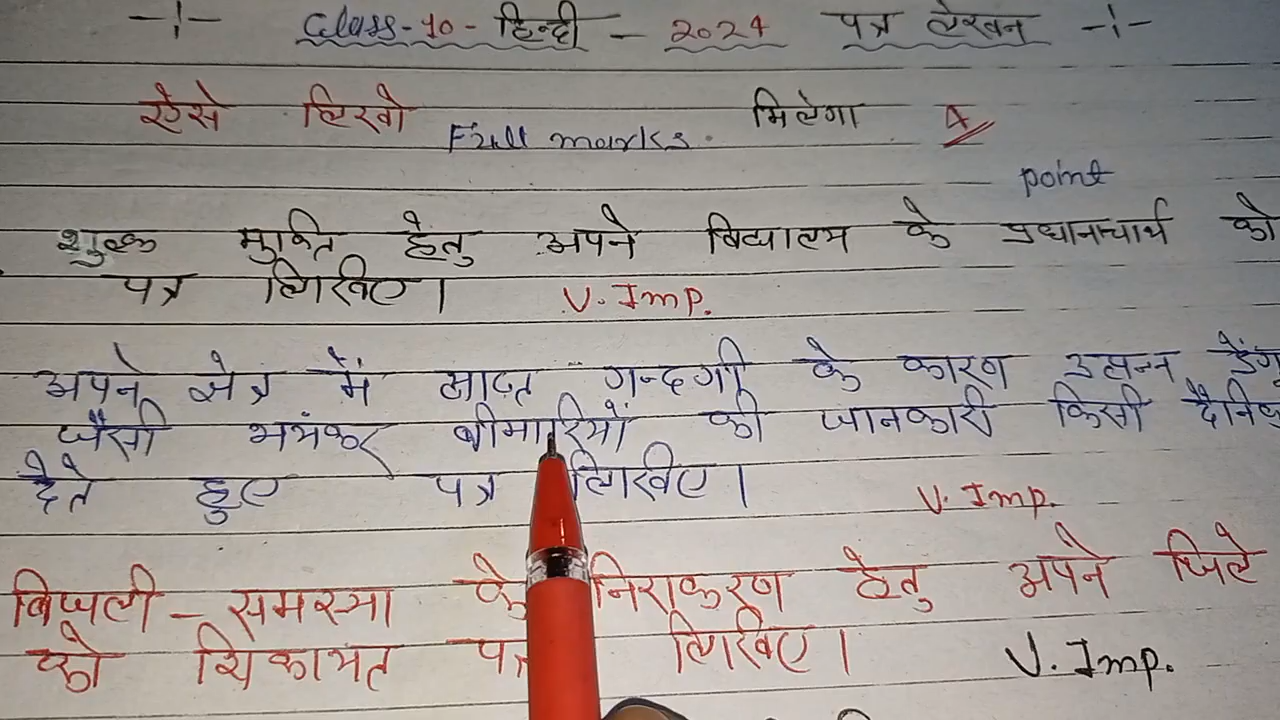 -:- Class-10- हिन्दी - 2024 पत्र लेखन -:-
ऐसे लिखो Full marks. मिलेगा 4
point
शुल्क मुक्ति हेतु अपने विद्यालय के प्रधानाचार्य को
पत्र लिखिए। V. Imp.
अपने क्षेत्र में गन्दगी के कारण उत्पन्न डेंगू
जैसी भयंकर बीमारियों की जानकारी किसी
देते हुए पत्र लिखिए। V. Imp.
बिजली - समस्या के निराकरण हेतु अपने जिले
को शिकायत पत्र लिखिए। V. Imp.